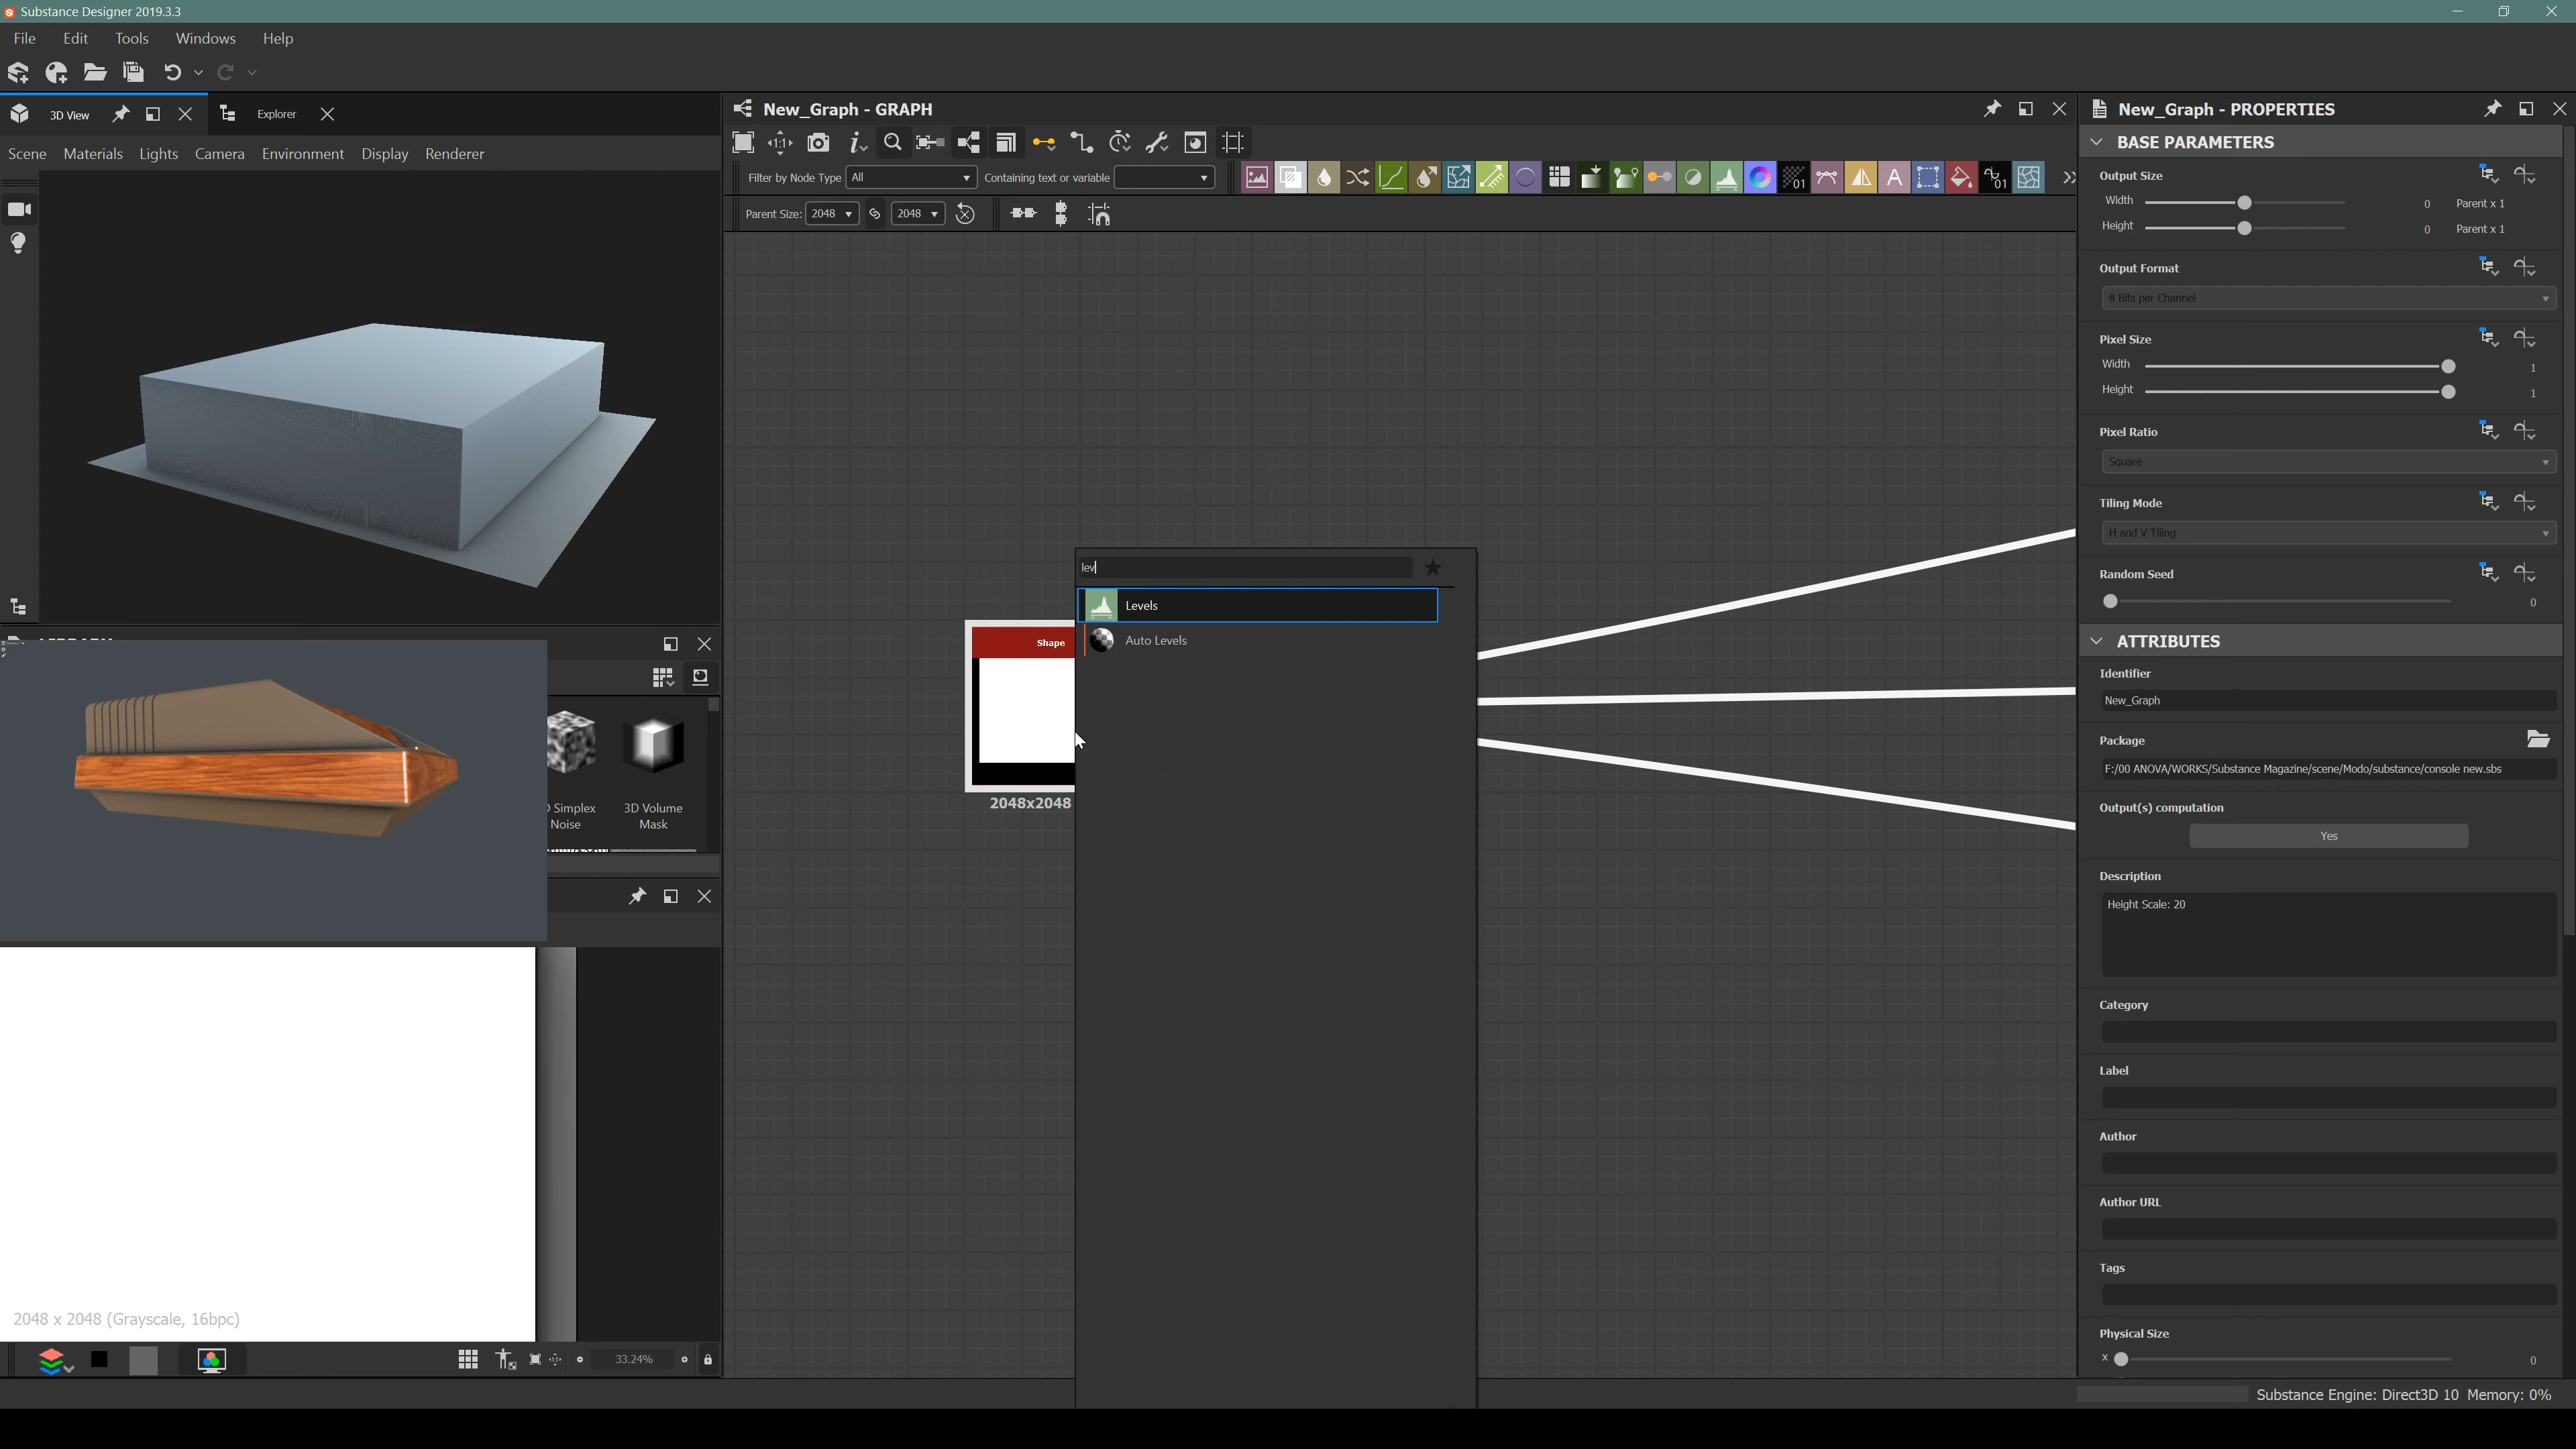 Substance Designer 2019.3.3
File Edit Tools Windows Help
3D View Explorer
Scene Materials Lights Camera Environment Display Renderer
New_Graph - GRAPH
Filter by Node Type All Containing text or variable
01
A
01
Parent Size: 2048 2048
lev
Levels
Auto Levels
Shape
2048x2048
Simplex
Noise
3D Volume
Mask
2048 x 2048 (Grayscale, 16bpc)
33.24%
New_Graph - PROPERTIES
BASE PARAMETERS
Output Size
Width 0 Parent x 1
Height 0 Parent x 1
Output Format
8 Bits per Channel
Pixel Size
Width 1
Height 1
Pixel Ratio
Square
Tiling Mode
H and V Tiling
Random Seed
0
ATTRIBUTES
Identifier
New_Graph
Package
F:/00 ANOVA/WORKS/Substance Magazine/scene/Modo/substance/console new.sbs
Output(s) computation
Yes
Description
Height Scale: 20
Category
Label
Author
Author URL
Tags
Physical Size
X 0
Substance Engine: Direct3D 10 Memory: 0%